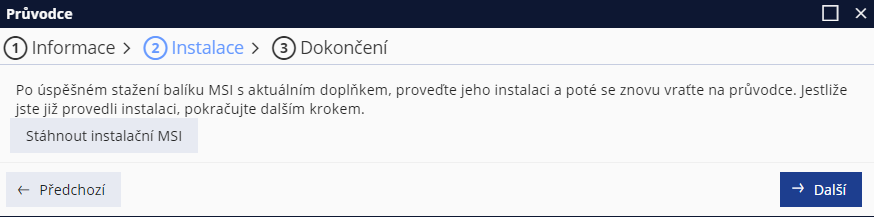 Průvodce
1 Informace 2 Instalace 3 Dokončení
Po úspěšném stažení balíku MSI s aktuálním doplňkem, proveďte jeho instalaci a poté se znovu vraťte na průvodce. Jestliže
jste již provedli instalaci, pokračujte dalším krokem.
Stáhnout instalační MSI
← Předchozí → Další